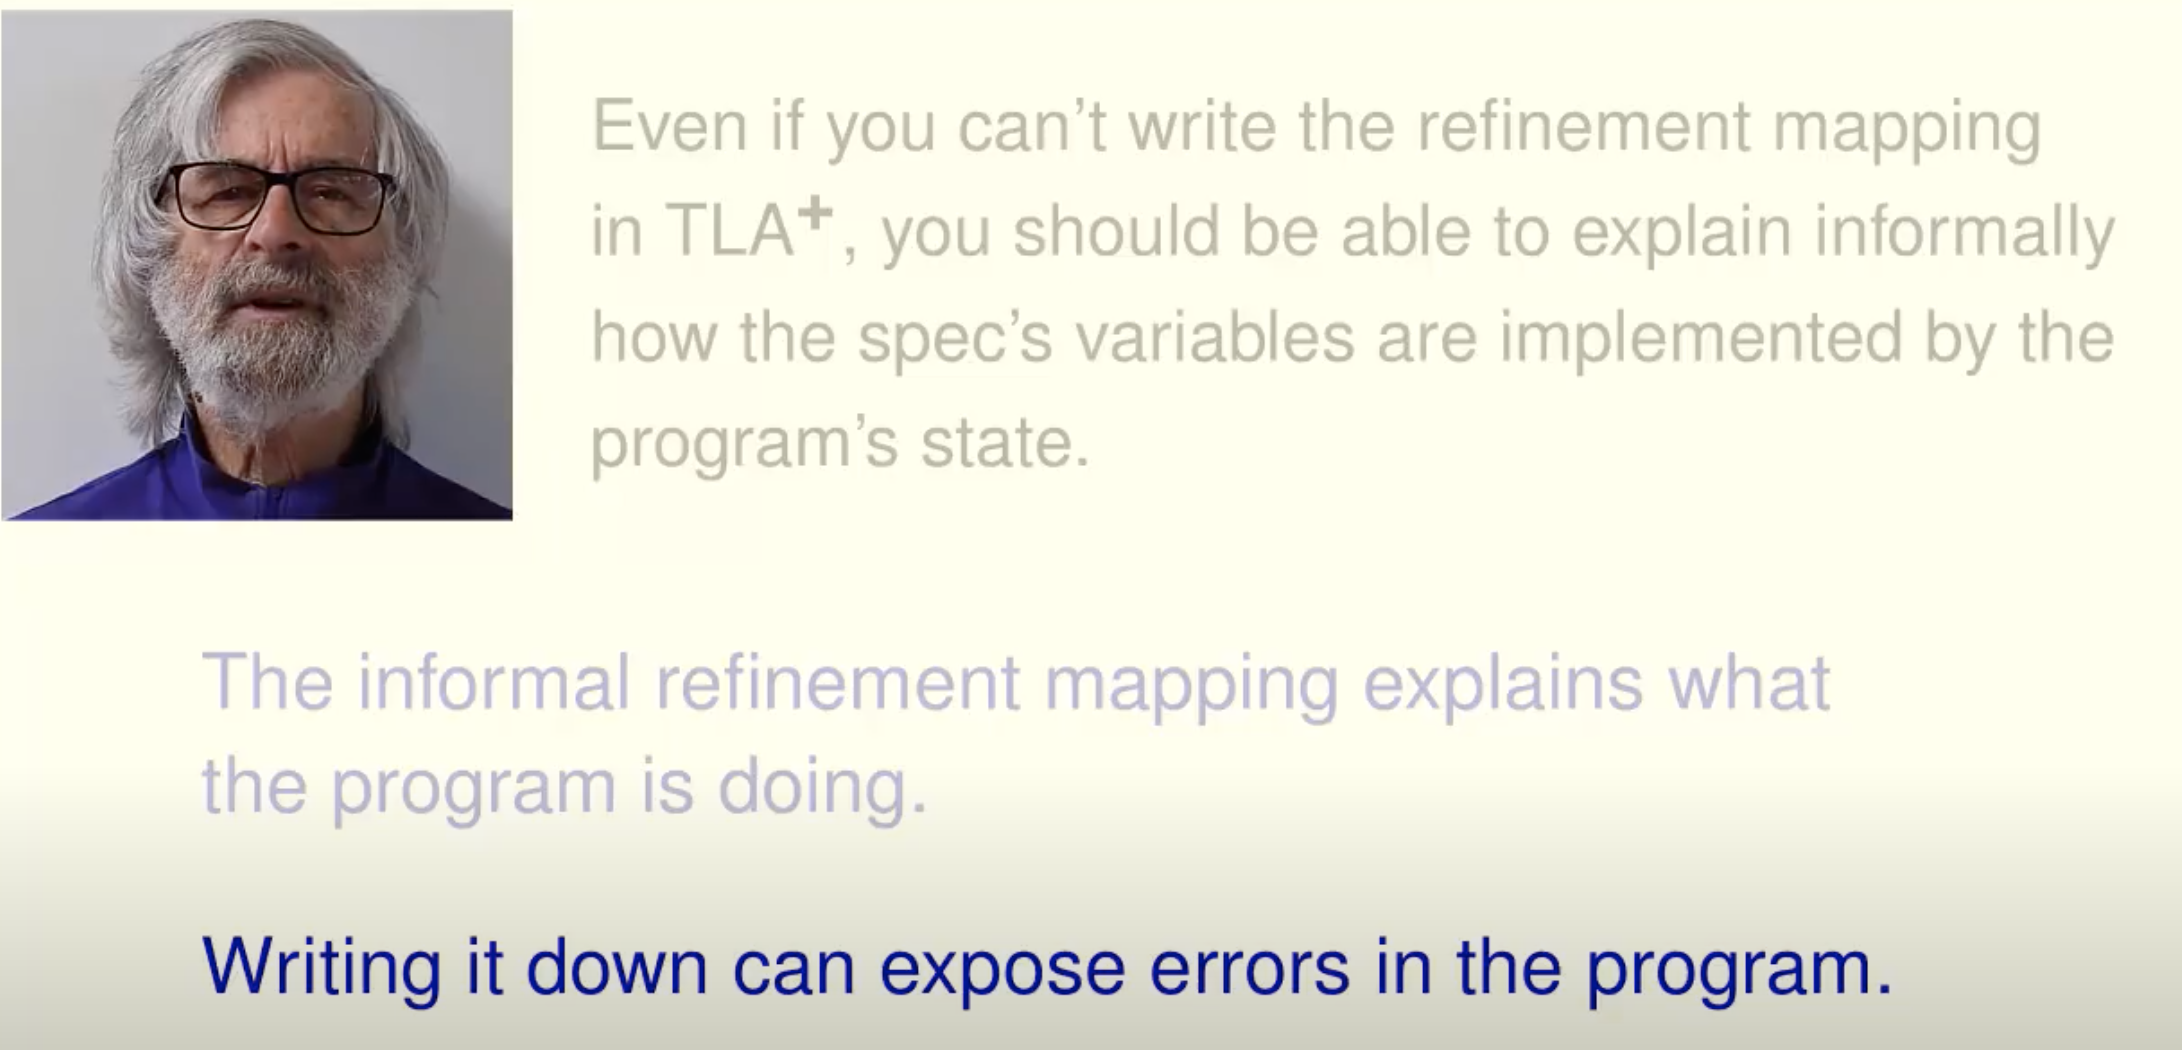 Even if you can’t write the refinement mapping
in TLA+, you should be able to explain informally
how the spec’s variables are implemented by the
program’s state.
The informal refinement mapping explains what
the program is doing.
Writing it down can expose errors in the program.